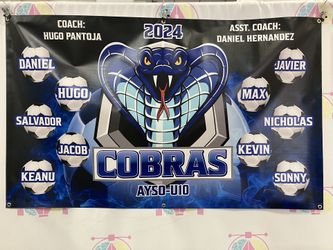 COACH:
HUGO PANTOJA
2024
ASST. COACH:
DANIEL HERNANDEZ
DANIEL
HUGO
SALVADOR
JACOB
KEANU
JAVIER
MAX
NICHOLAS
KEVIN
SONNY
COBRAS
AYSO-U10